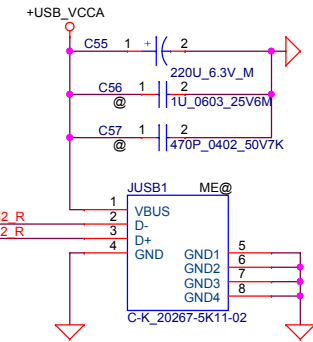 +USB_VCCA
C55 1 + 2
220U_6.3V_M
C56 1 2
@ 1U_0603_25V6M
C57 1 2
@ 470P_0402_50V7K
JUSB1 ME@
1 VBUS
2_R 2 D-
2_R 3 D+
4 GND
GND1 5
GND2 6
GND3 7
GND4 8
C-K_20267-5K11-02